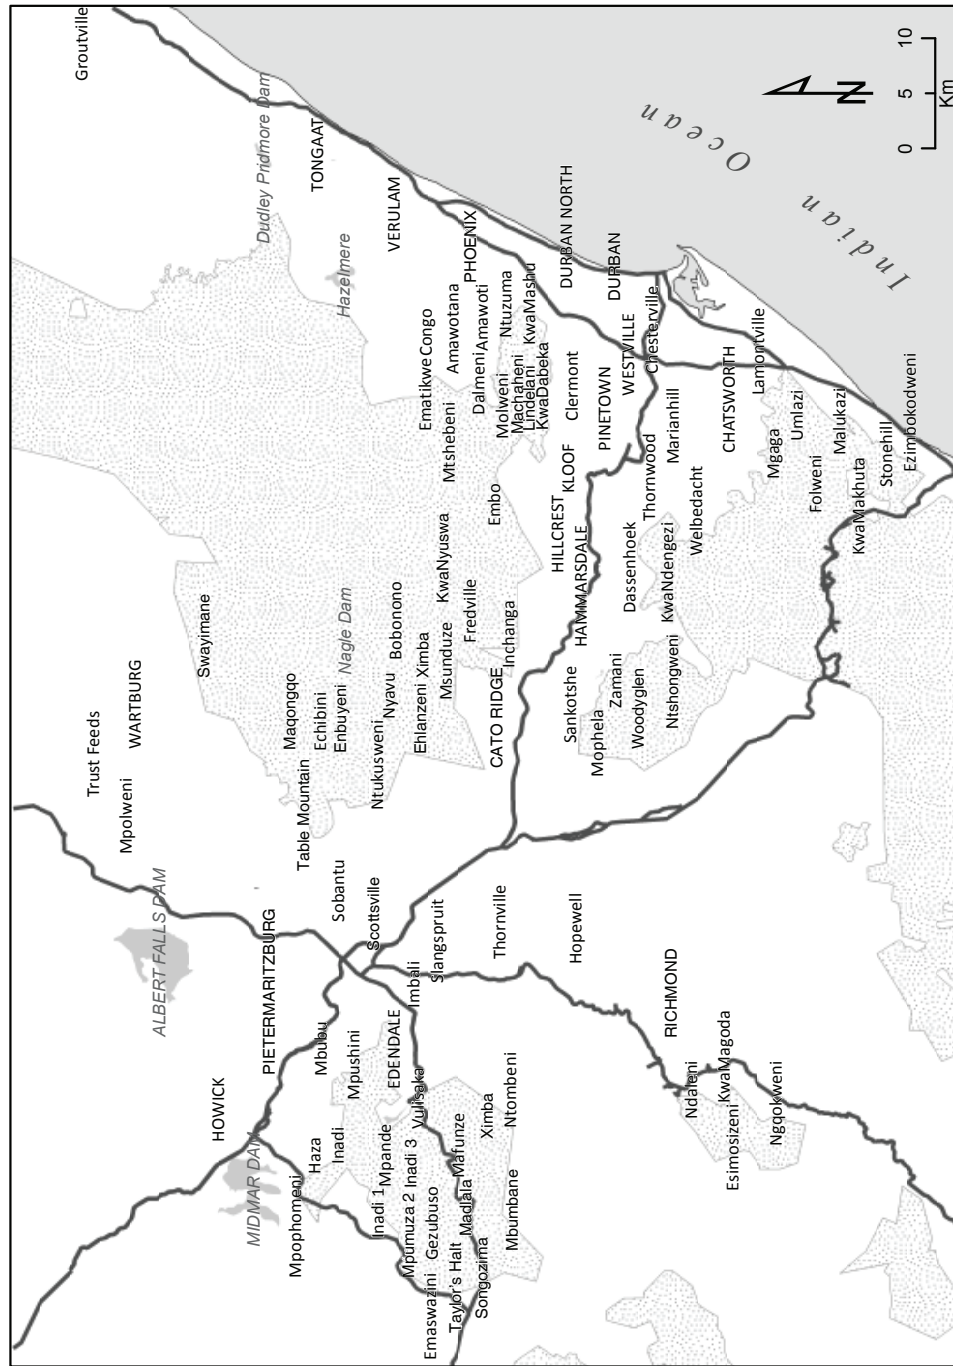 Groutville
Dudley Pridmore Dam
TONGAAT
Hazelmere
VERULAM
PHOENIX
DURBAN NORTH
DURBAN
Indian Ocean
N
0 5 10
Km
Trust Feeds
Mpolweni
WARTBURG
Swayimane
ALBERT FALLS DAM
HOWICK
MIDMAR DAM
PIETERMARITZBURG
Maqongqo
Table Mountain
Echibini
Enbuyeni
Nagle Dam
Ntukusweni
Nyavu
Bobonono
Ehlanzeni
Ximba
Msunduze
KwaNyuswa
Fredville
Inchanga
CATO RIDGE
Ematikwe
Congo
Amawotana
Mtshebeni
Dalmeni
Amawoti
Ntuzuma
Molweni
Machaheni
Lindelani
KwaMashu
KwaDabeka
Embo
Clermont
KLOOF
HILLCREST
HAMMARSDALE
PINETOWN
WESTVILLE
Chesterville
Thornwood
Marianhill
Dassenhoek
KwaNdengezi
Welbedacht
CHATSWORTH
Lamontville
Mgaga
Umlazi
Folweni
Malukazi
KwaMakhuta
Stonehill
Ezimbokodweni
Sankotshe
Mophela
Zamani
Woodyglen
Ntshongweni
Sobantu
Scottsville
Slangspruit
Imbali
Thornville
Hopewell
RICHMOND
Mbubu
Mpushini
EDENDALE
Vulisaka
Mpophomeni
Haza
Inadi
Inadi 1
Mpande
Mpumuza 2
Inadi 3
Emaswazini
Gezubuso
Taylor's Halt
Madlala
Mafunze
Songozima
Ximba
Ntombeni
Mbumbane
Ndaleni
KwaMagoda
Esimosizeni
Ngqokweni